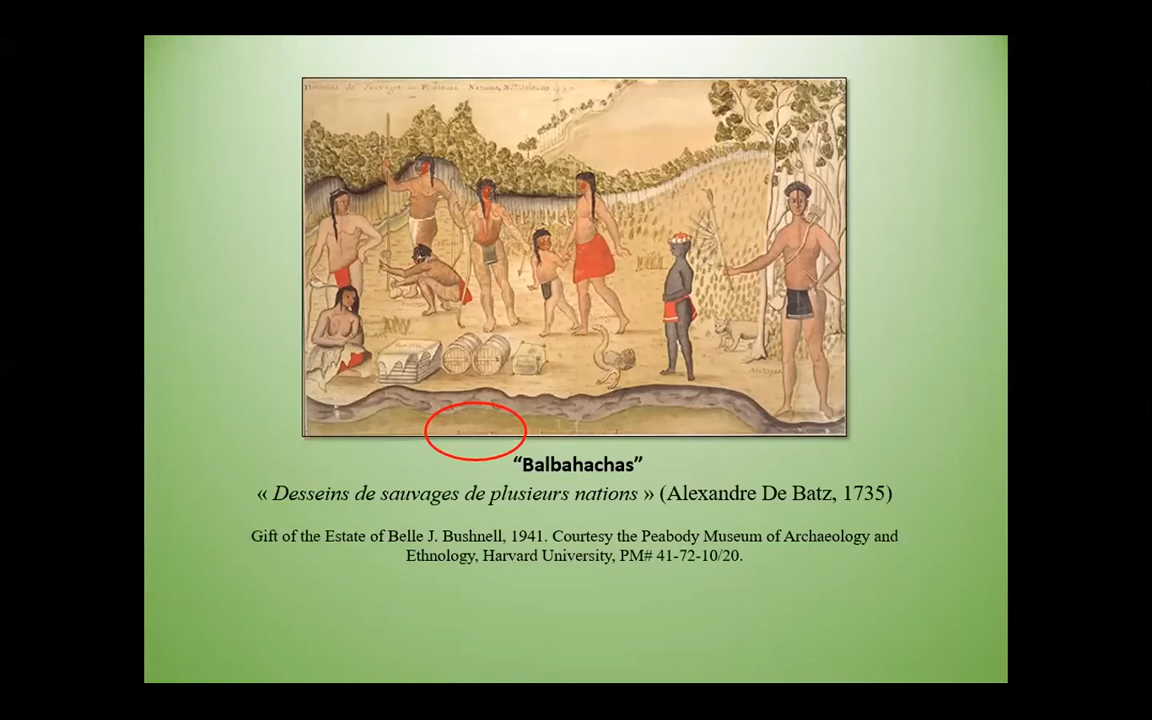 “Balbahachas”
« Desseins de sauvages de plusieurs nations » (Alexandre De Batz, 1735)
Gift of the Estate of Belle J. Bushnell, 1941. Courtesy the Peabody Museum of Archaeology and
Ethnology, Harvard University, PM# 41-72-10/20.